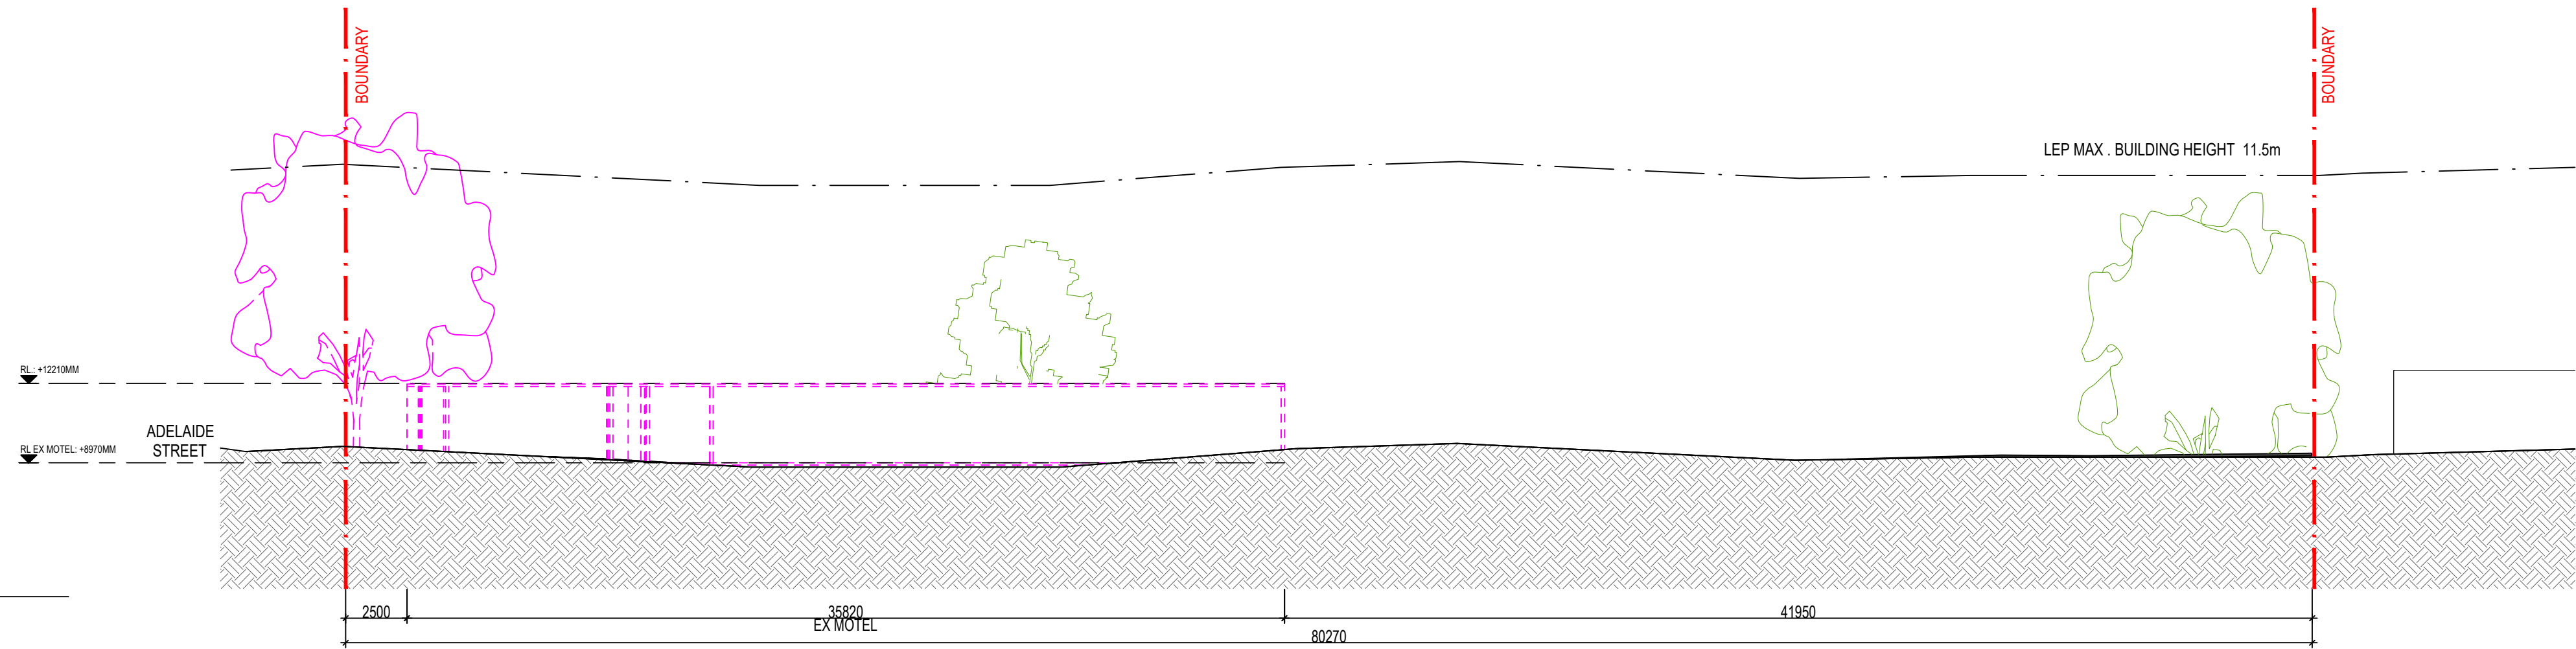 BOUNDARY
BOUNDARY
LEP MAX . BUILDING HEIGHT 11.5m
RL.: +12210MM
ADELAIDE
STREET
RL EX MOTEL: +8970MM
2500
35820
41950
EX MOTEL
80270